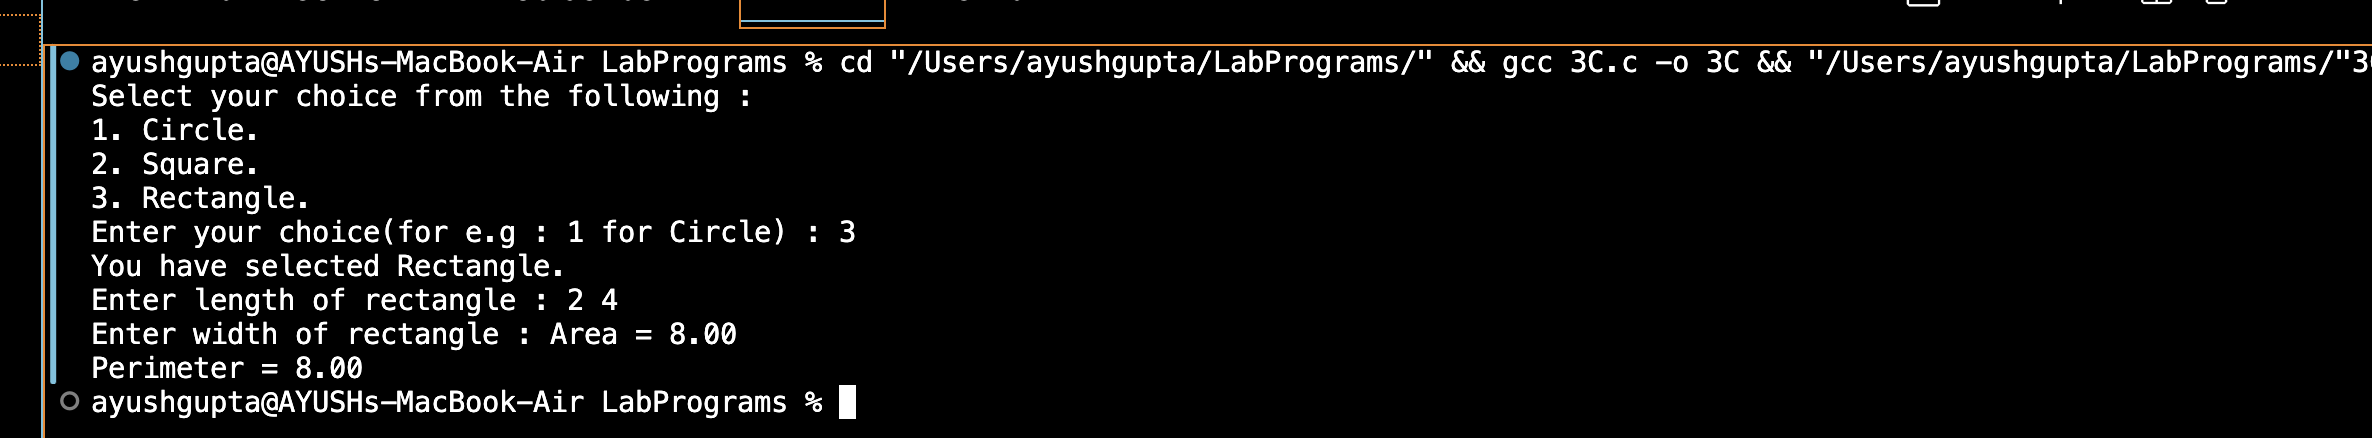 ayushgupta@AYUSHs-MacBook-Air LabPrograms % cd "/Users/ayushgupta/LabPrograms/" && gcc 3C.c -o 3C && "/Users/ayushgupta/LabPrograms/"3
Select your choice from the following :
1. Circle.
2. Square.
3. Rectangle.
Enter your choice(for e.g : 1 for Circle) : 3
You have selected Rectangle.
Enter length of rectangle : 2 4
Enter width of rectangle : Area = 8.00
Perimeter = 8.00
ayushgupta@AYUSHs-MacBook-Air LabPrograms %